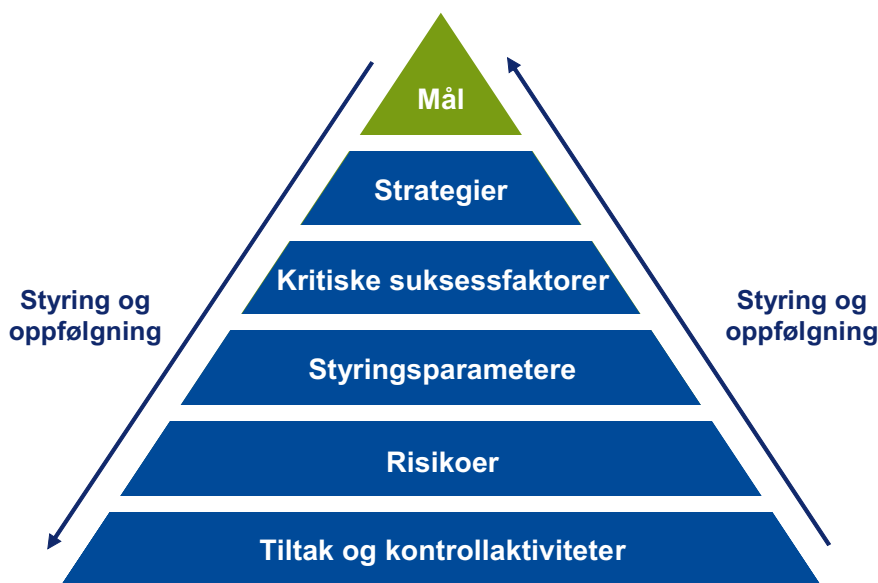 Mål
Strategier
Kritiske suksessfaktorer
Styring og
oppfølgning
Styring og
oppfølgning
Styringsparametere
Risikoer
Tiltak og kontrollaktiviteter